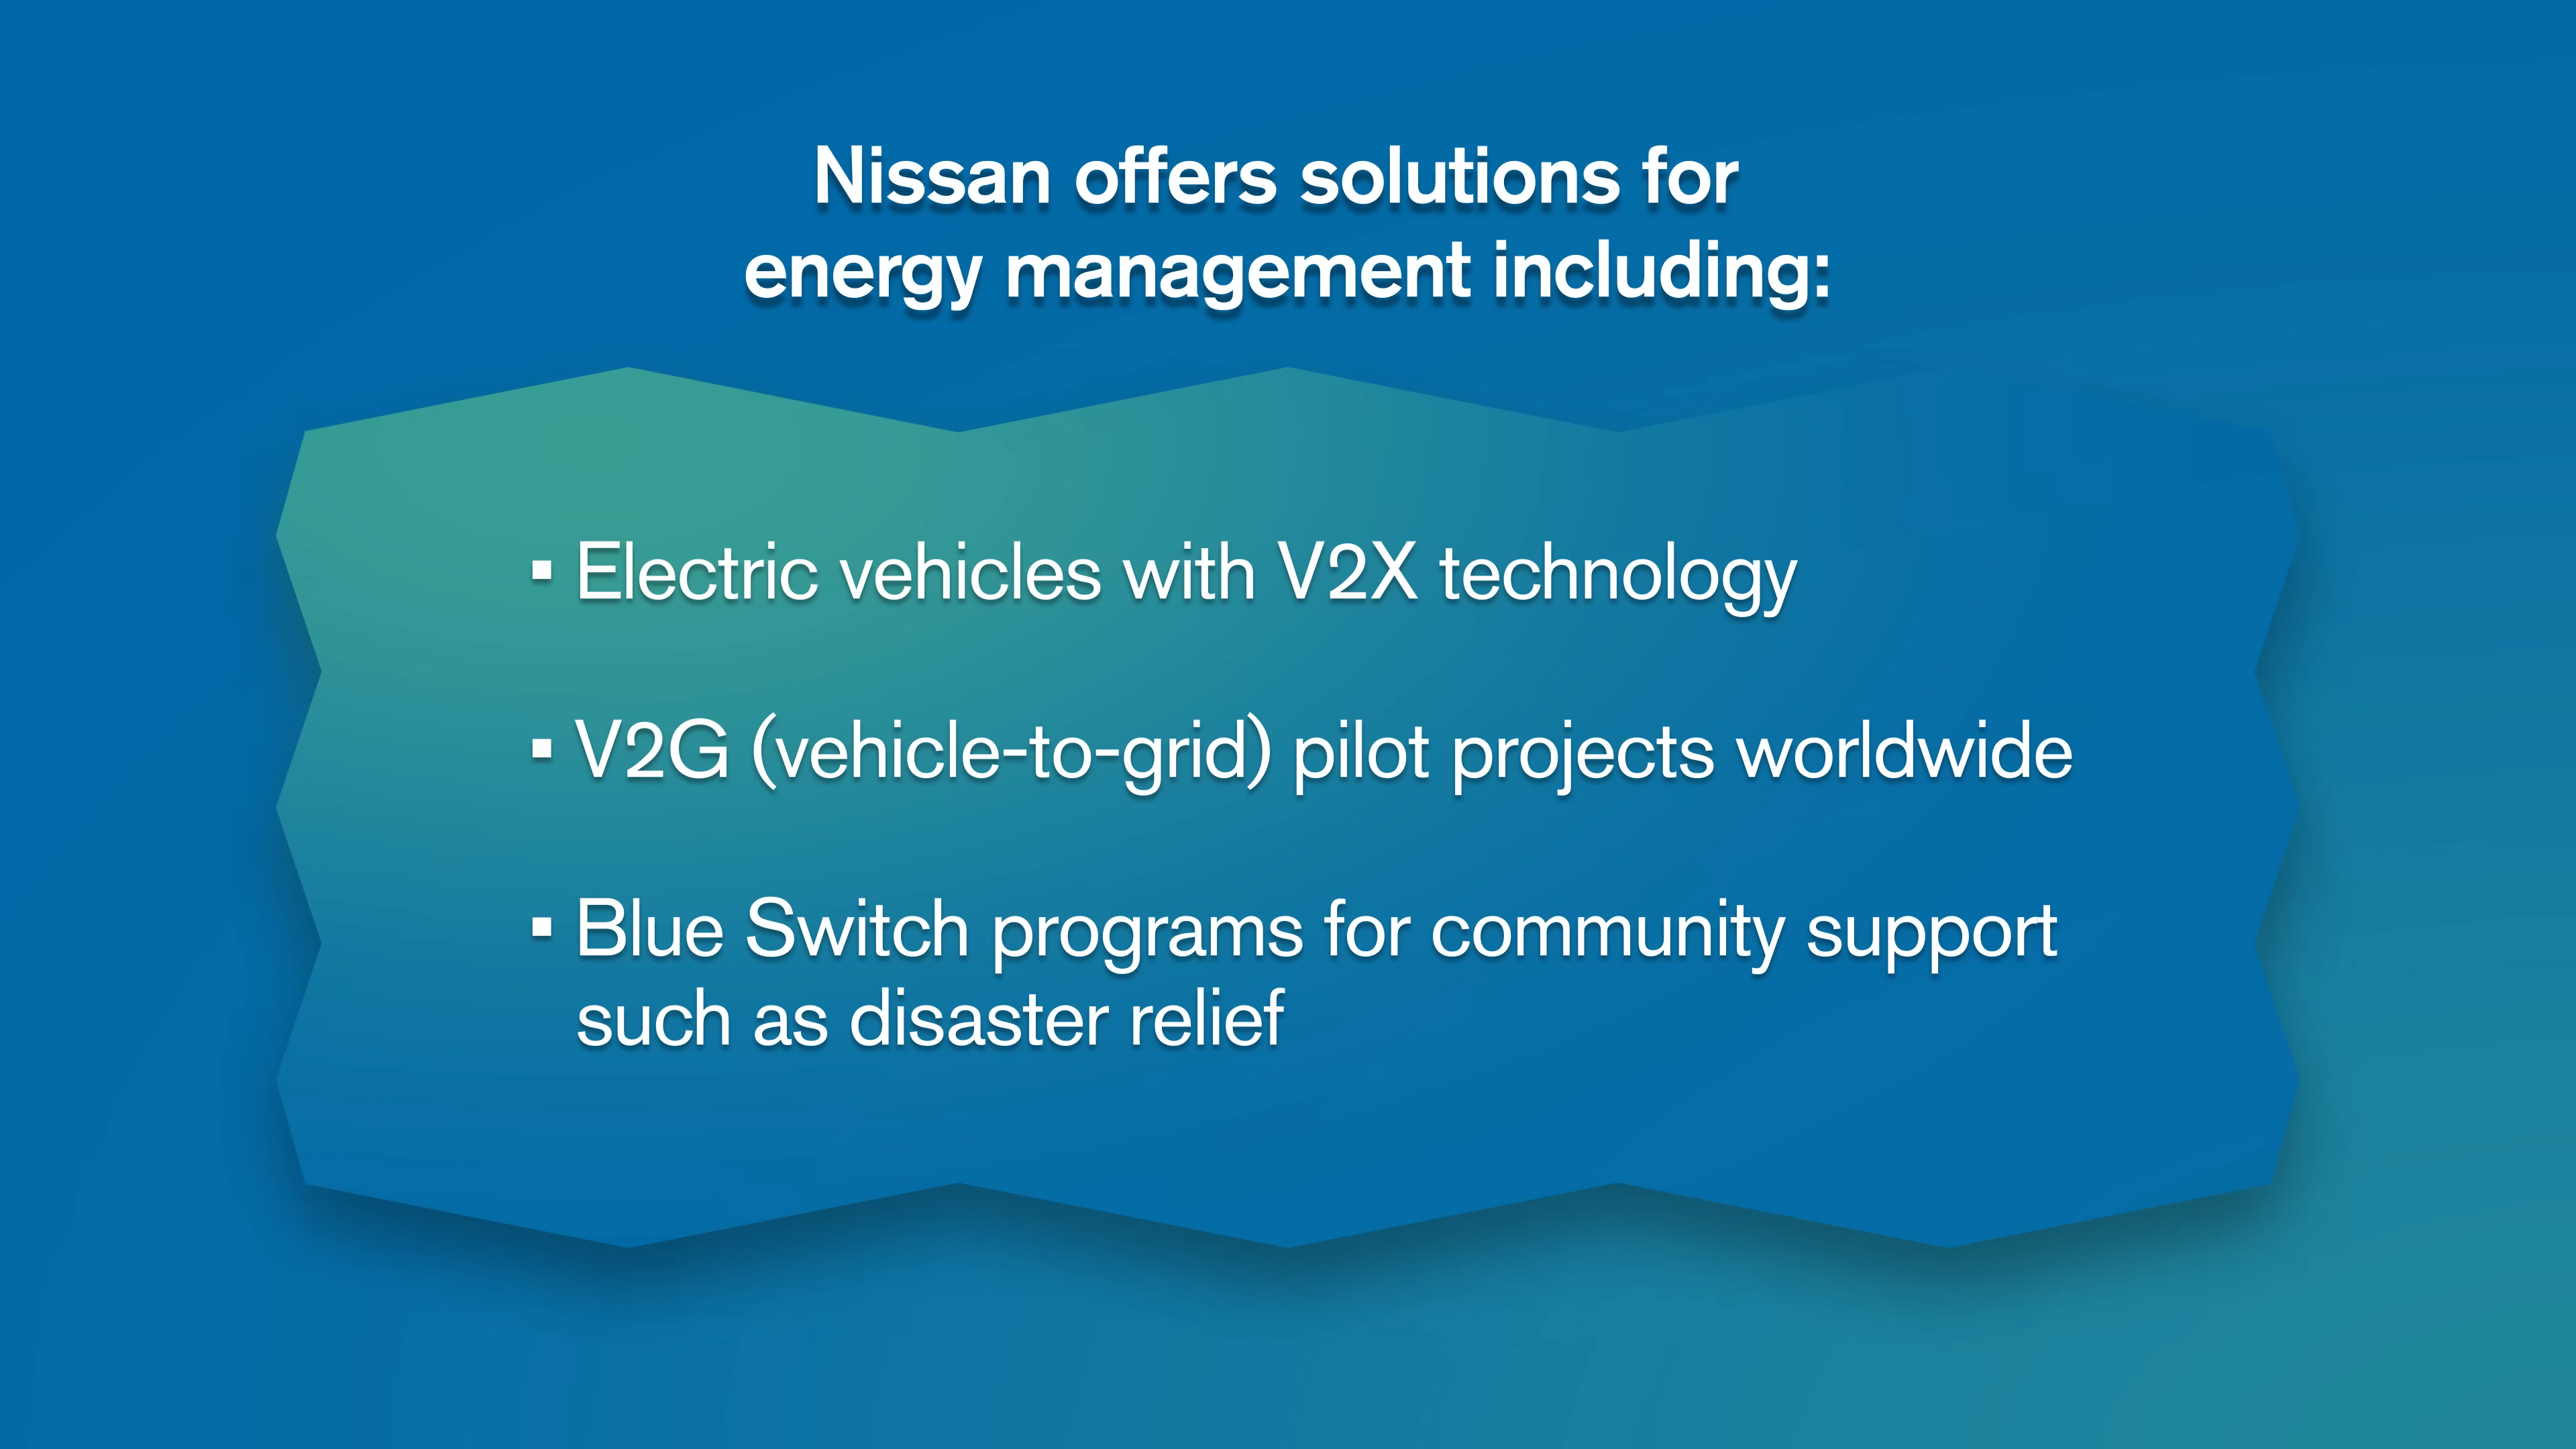 Nissan offers solutions for
energy management including:
▪ Electric vehicles with V2X technology
▪ V2G (vehicle-to-grid) pilot projects worldwide
▪ Blue Switch programs for community support
such as disaster relief